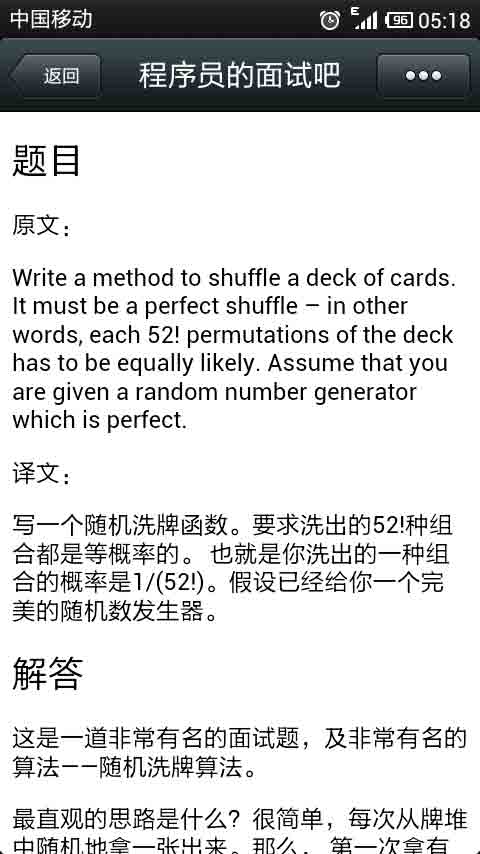 中国移动
E
96
05:18
返回
程序员的面试吧
题目
原文：
Write a method to shuffle a deck of cards.
It must be a perfect shuffle – in other
words, each 52! permutations of the deck
has to be equally likely. Assume that you
are given a random number generator
which is perfect.
译文：
写一个随机洗牌函数。要求洗出的52!种组
合都是等概率的。 也就是你洗出的一种组
合的概率是1/(52!)。假设已经给你一个完
美的随机数发生器。
解答
这是一道非常有名的面试题，及非常有名的
算法——随机洗牌算法。
最直观的思路是什么？很简单，每次从牌堆
中随机地拿一张出来。那么， 第一次拿有